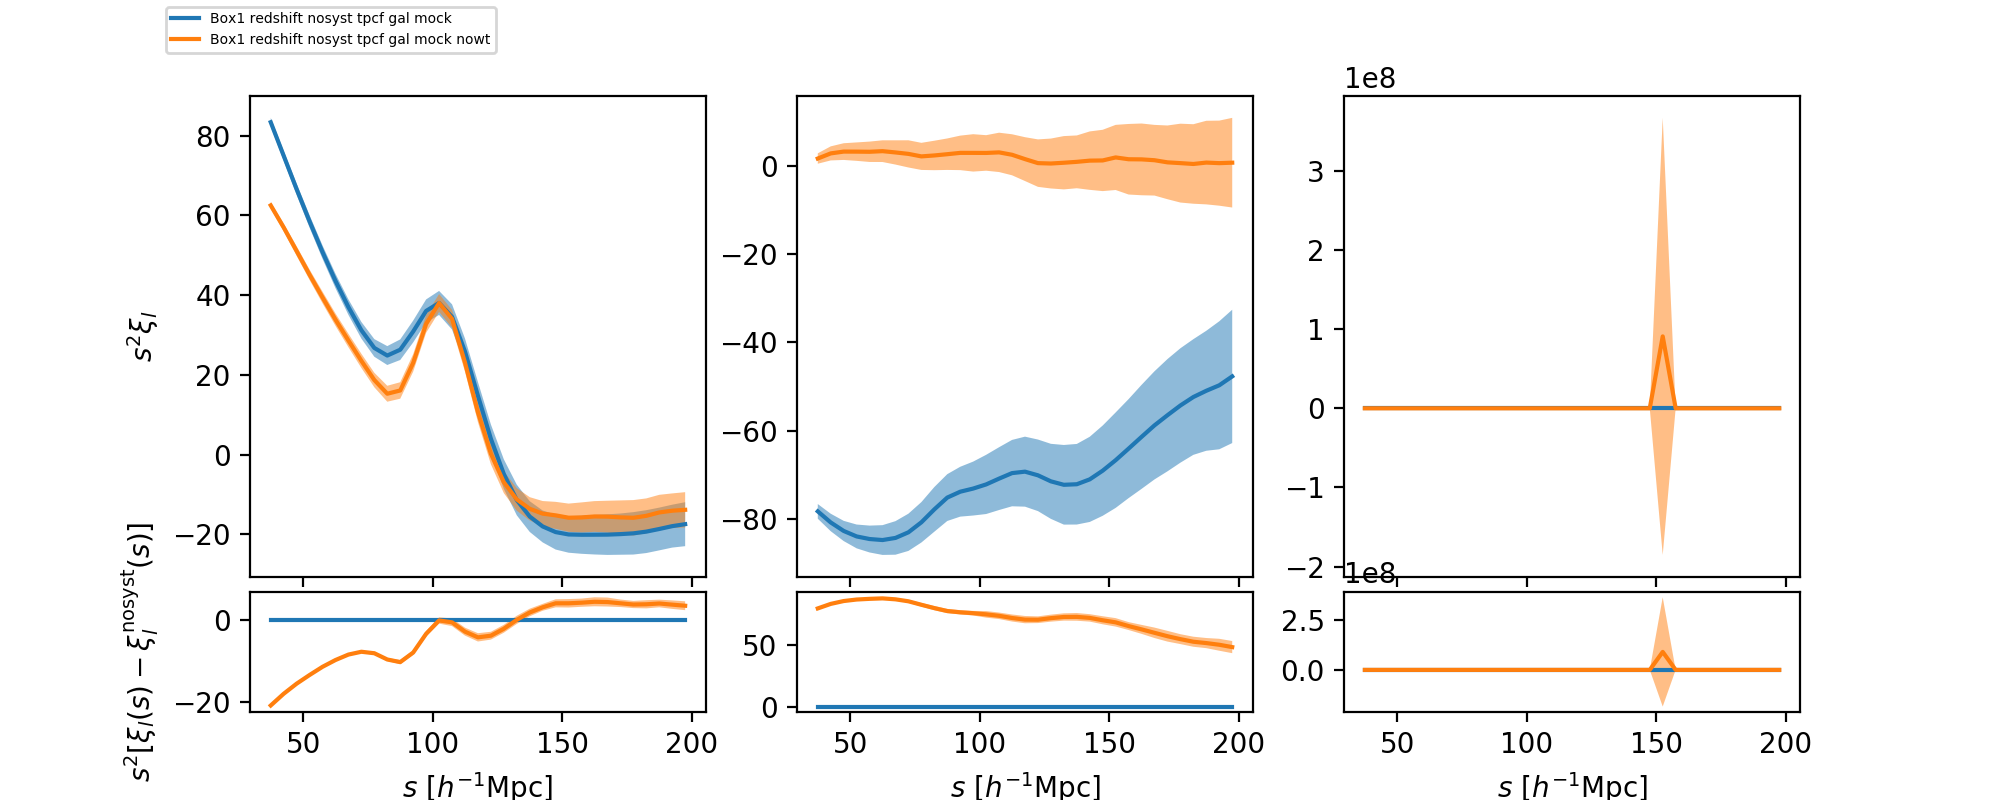 Box1 redshift nosyst tpcf gal mock
Box1 redshift nosyst tpcf gal mock nowt
1e8
80
60
40
20
0
−20
s²ξ_l
0
−20
−40
−60
−80
3
2
1
0
−1
−2
1e8
0
−20
s²[ξ_l(s) − ξ_l^nosyst(s)]
50
0
2.5
0.0
50 100 150 200
50 100 150 200
50 100 150 200
s [h⁻¹Mpc]
s [h⁻¹Mpc]
s [h⁻¹Mpc]